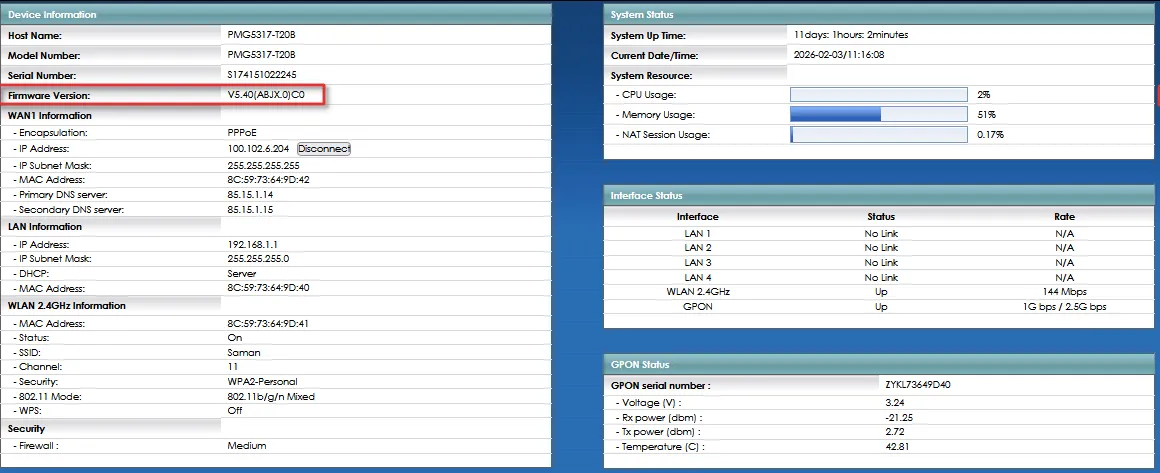 Device Information
Host Name: PMG5317-T20B
Model Number: PMG5317-T20B
Serial Number: S174151022245
Firmware Version: V5.40(ABJX.0)C0
WAN1 Information
- Encapsulation: PPPoE
- IP Address: 100.102.6.204 Disconnect
- IP Subnet Mask: 255.255.255.255
- MAC Address: 8C:59:73:64:9D:42
- Primary DNS server: 85.15.1.14
- Secondary DNS server: 85.15.1.15
LAN Information
- IP Address: 192.168.1.1
- IP Subnet Mask: 255.255.255.0
- DHCP: Server
- MAC Address: 8C:59:73:64:9D:40
WLAN 2.4GHz Information
- MAC Address: 8C:59:73:64:9D:41
- Status: On
- SSID: Saman
- Channel: 11
- Security: WPA2-Personal
- 802.11 Mode: 802.11b/g/n Mixed
- WPS: Off
Security
- Firewall : Medium
System Status
System Up Time: 11days: 1hours: 2minutes
Current Date/Time: 2026-02-03/11:16:08
System Resource:
- CPU Usage: 2%
- Memory Usage: 51%
- NAT Session Usage: 0.17%
Interface Status
Interface Status Rate
LAN 1 No Link N/A
LAN 2 No Link N/A
LAN 3 No Link N/A
LAN 4 No Link N/A
WLAN 2.4GHz Up 144 Mbps
GPON Up 1G bps / 2.5G bps
GPON Status
GPON serial number : ZYKL73649D40
- Voltage (V) : 3.24
- Rx power (dbm) : -21.25
- Tx power (dbm) : 2.72
- Temperature (C) : 42.81